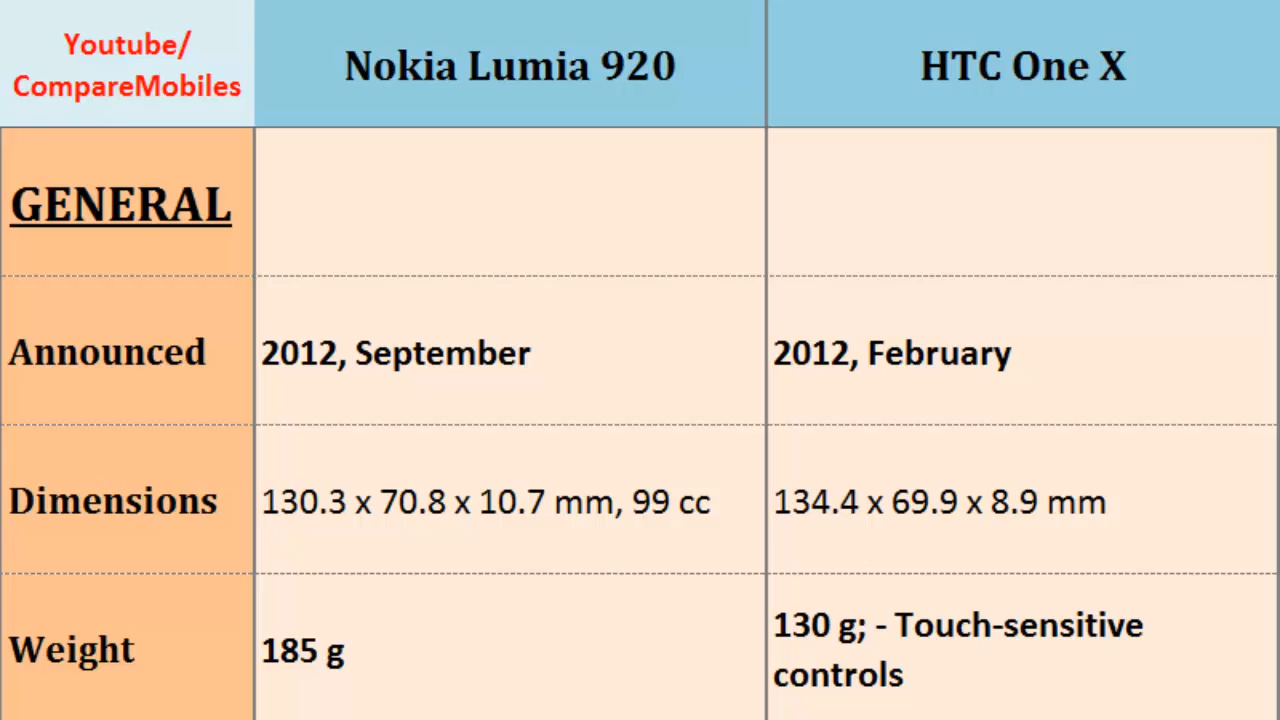 Youtube/
CompareMobiles
Nokia Lumia 920
HTC One X
GENERAL
Announced
2012, September
2012, February
Dimensions
130.3 x 70.8 x 10.7 mm, 99 cc
134.4 x 69.9 x 8.9 mm
Weight
185 g
130 g; - Touch-sensitive
controls